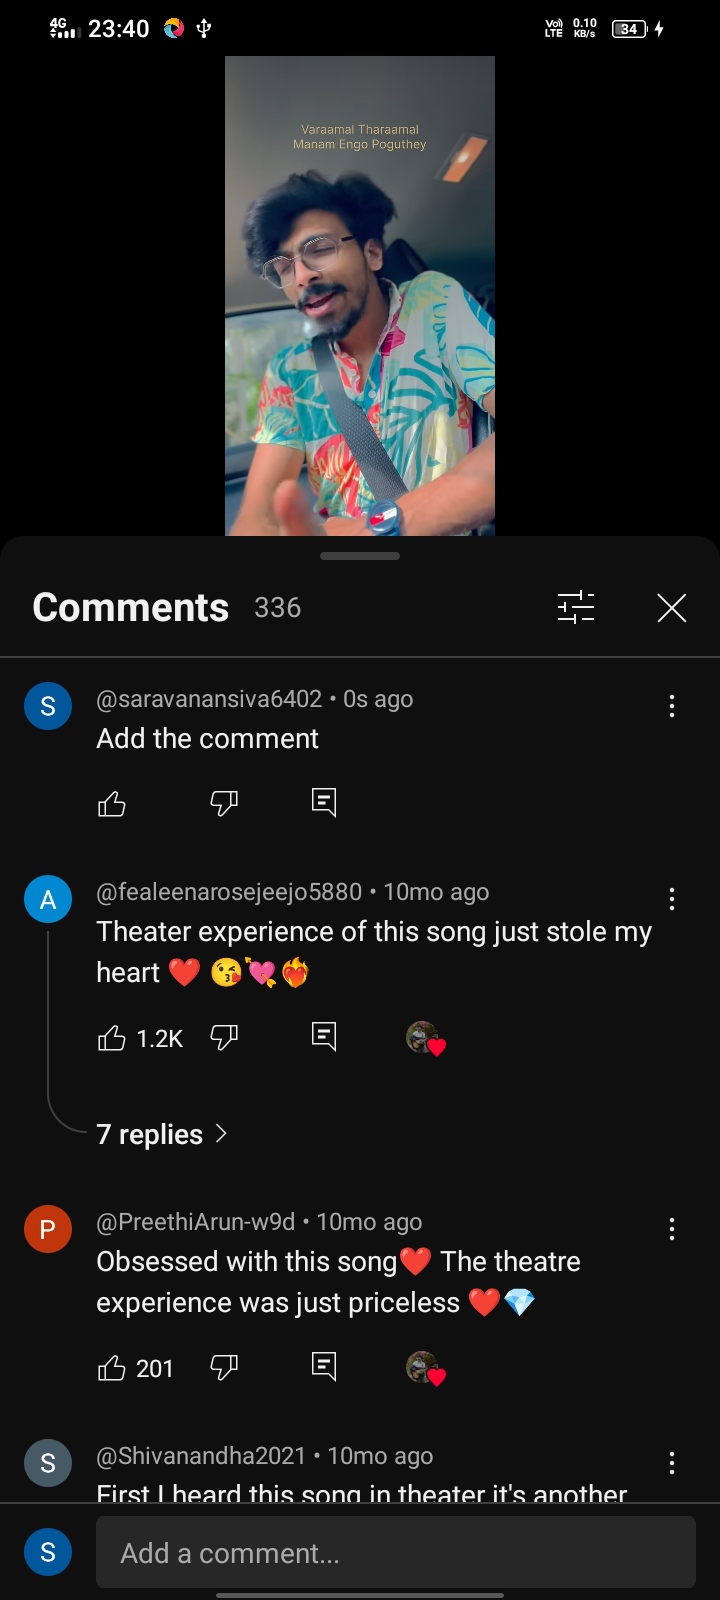 4G 23:40 Vo) LTE 0.10 KB/s 34
Varaamal Tharaamal
Manam Engo Poguthey
Comments 336
S @saravanansiva6402 • 0s ago
Add the comment
A @fealeenarosejeejo5880 • 10mo ago
Theater experience of this song just stole my
heart ❤️ 😘💘❤️‍🔥
1.2K
7 replies >
P @PreethiArun-w9d • 10mo ago
Obsessed with this song❤️ The theatre
experience was just priceless ❤️💎
201
S @Shivanandha2021 • 10mo ago
First I heard this song in theater it's another
S Add a comment...